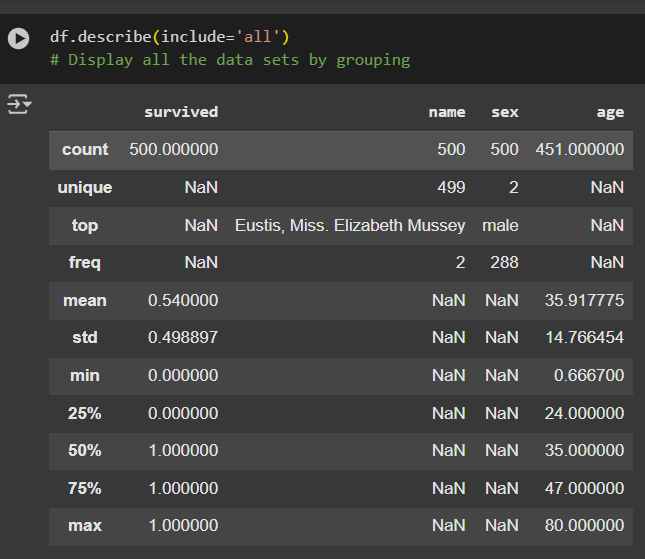 df.describe(include='all')
# Display all the data sets by grouping
survived name sex age
count 500.000000 500 500 451.000000
unique NaN 499 2 NaN
top NaN Eustis, Miss. Elizabeth Mussey male NaN
freq NaN 2 288 NaN
mean 0.540000 NaN NaN 35.917775
std 0.498897 NaN NaN 14.766454
min 0.000000 NaN NaN 0.666700
25% 0.000000 NaN NaN 24.000000
50% 1.000000 NaN NaN 35.000000
75% 1.000000 NaN NaN 47.000000
max 1.000000 NaN NaN 80.000000